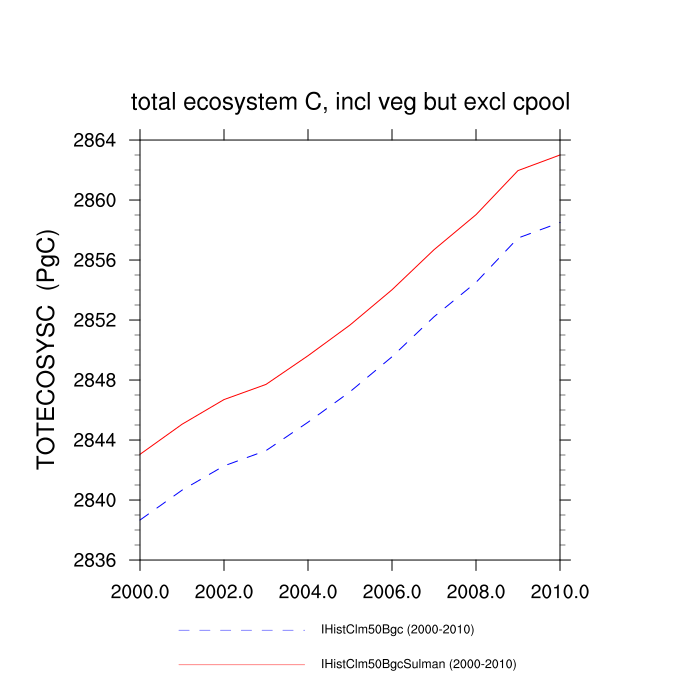 total ecosystem C, incl veg but excl cpool
TOTECOSYSC (PgC)
2864
2860
2856
2852
2848
2844
2840
2836
2000.0 2002.0 2004.0 2006.0 2008.0 2010.0
IHistClm50Bgc (2000-2010)
IHistClm50BgcSulman (2000-2010)